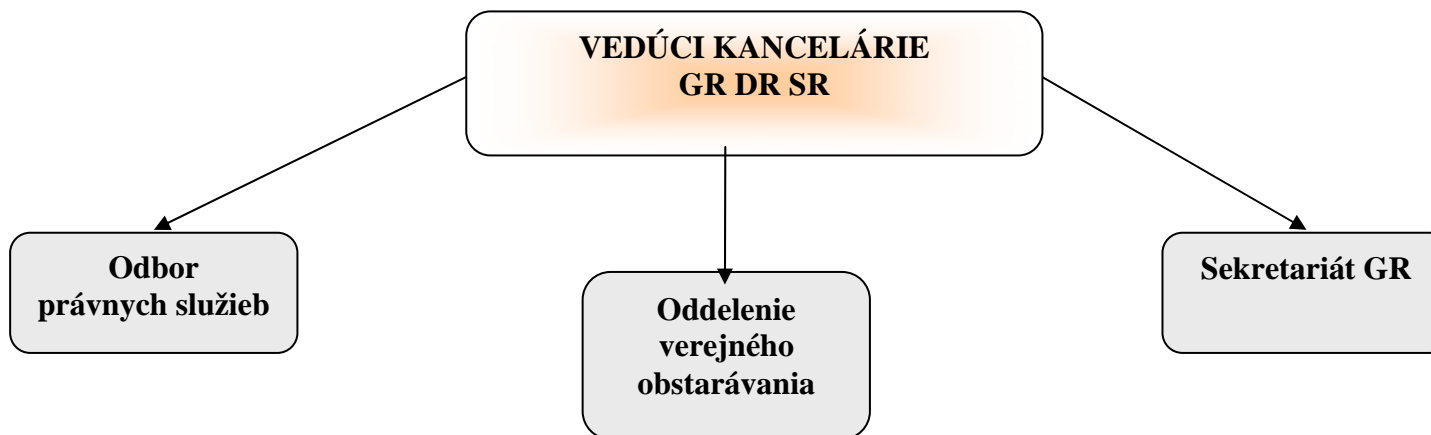 VEDÚCI KANCELÁRIE
GR DR SR
Odbor
právnych služieb
Oddelenie
verejného
obstarávania
Sekretariát GR